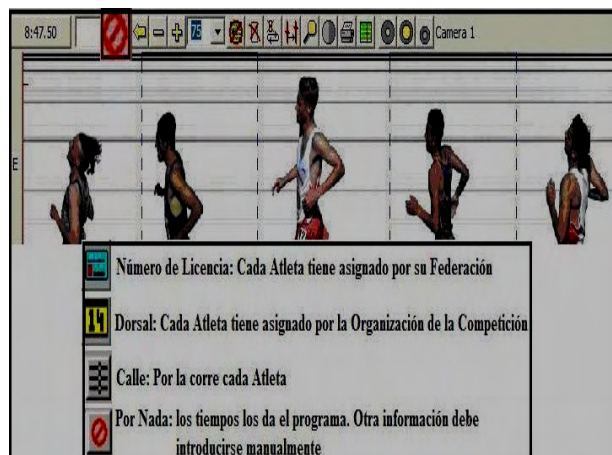 8:47.50 75 Camera 1
E
Número de Licencia: Cada Atleta tiene asignado por su Federación
14 Dorsal: Cada Atleta tiene asignado por la Organización de la Competición
Calle: Por la corre cada Atleta
Por Nada: los tiempos los da el programa. Otra información debe
introducirse manualmente